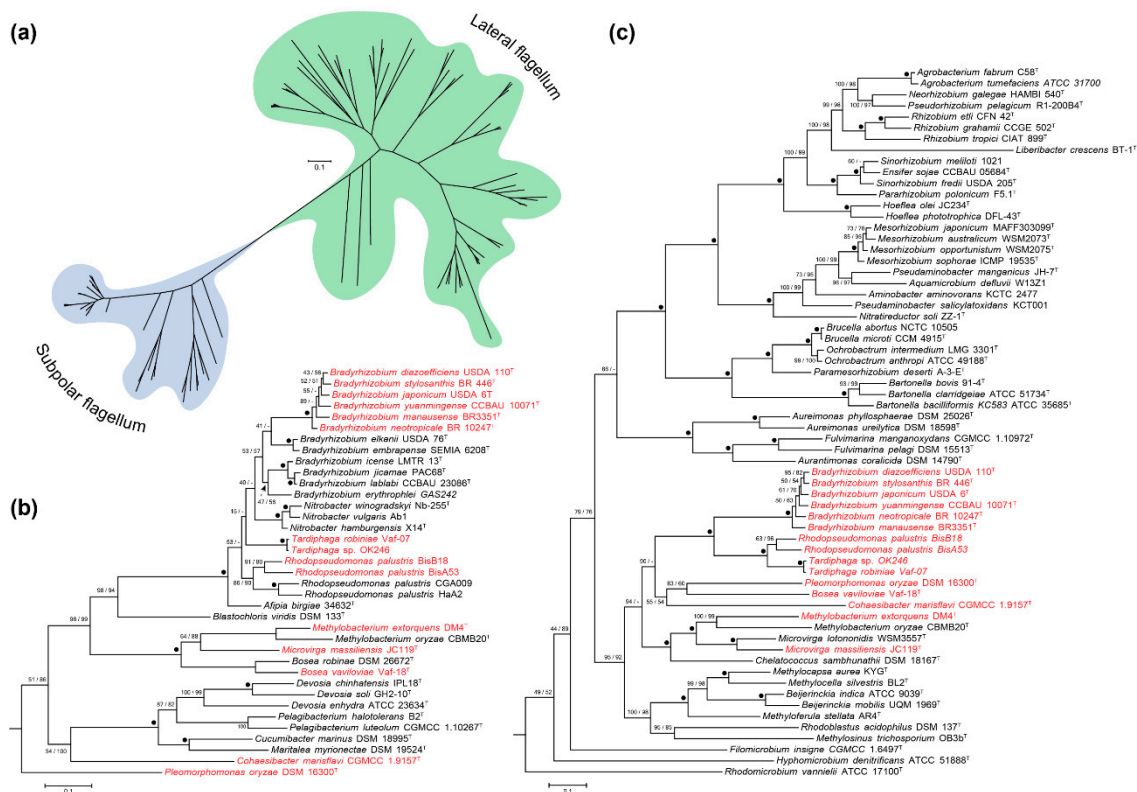 (a)
Lateral flagellum
0.1
Subpolar flagellum
(b)
43 / 56
52 / 51
55 / -
89 / -
41 / -
53 / 57
40 / -
47 / 58
15 / -
53 / -
91 / 93
86 / 93
98 / 94
98 / 99
64 / 88
51 / 86
100 / 99
87 / 82
100
54 / 100
Bradyrhizobium diazoefficiens USDA 110ᵀ
Bradyrhizobium stylosanthis BR 446ᵀ
Bradyrhizobium japonicum USDA 6T
Bradyrhizobium yuanmingense CCBAU 10071ᵀ
Bradyrhizobium manausense BR3351ᵀ
Bradyrhizobium neotropicale BR 10247ᵀ
Bradyrhizobium elkanii USDA 76ᵀ
Bradyrhizobium embrapense SEMIA 6208ᵀ
Bradyrhizobium icense LMTR 13ᵀ
Bradyrhizobium jicamae PAC68ᵀ
Bradyrhizobium lablabi CCBAU 23086ᵀ
Bradyrhizobium erythrophlei GAS242
Nitrobacter winogradskyi Nb-255ᵀ
Nitrobacter vulgaris Ab1
Nitrobacter hamburgensis X14ᵀ
Tardiphaga robiniae Vaf-07
Tardiphaga sp. OK246
Rhodopseudomonas palustris BisB18
Rhodopseudomonas palustris BisA53
Rhodopseudomonas palustris CGA009
Rhodopseudomonas palustris HaA2
Afipia birgiae 34632ᵀ
Blastochloris viridis DSM 133ᵀ
Methylobacterium extorquens DM4ᵀ
Methylobacterium oryzae CBMB20ᵀ
Microvirga massiliensis JC119ᵀ
Bosea robinae DSM 26672ᵀ
Bosea vaviloviae Vaf-18ᵀ
Devosia chinhatensis IPL18ᵀ
Devosia soli GH2-10ᵀ
Devosia enhydra ATCC 23634ᵀ
Pelagibacterium halotolerans B2ᵀ
Pelagibacterium luteolum CGMCC 1.10267ᵀ
Cucumibacter marinus DSM 18995ᵀ
Maritalea myrionectae DSM 19524ᵀ
Cohaesibacter marisflavi CGMCC 1.9157ᵀ
Pleomorphomonas oryzae DSM 16300ᵀ
0.1
(c)
100 / 98
99 / 98
100 / 97
100 / 98
100 / 99
60 / -
73 / 78
85 / 95
100 / 98
98 / 97
73 / 95
100 / 99
98 / 100
93 / 99
68 / -
95 / 82
50 / 54
61 / 70
50 / 63
63 / 96
90 / -
83 / 60
55 / 54
94 / -
100 / 99
79 / 76
44 / 89
95 / 92
99 / 98
100 / 98
90 / 85
49 / 52
Agrobacterium fabrum C58ᵀ
Agrobacterium tumefaciens ATCC 31700
Neorhizobium galegae HAMBI 540ᵀ
Pseudorhizobium pelagicum R1-200B4ᵀ
Rhizobium etli CFN 42ᵀ
Rhizobium grahamii CCGE 502ᵀ
Rhizobium tropici CIAT 899ᵀ
Liberibacter crescens BT-1ᵀ
Sinorhizobium meliloti 1021
Ensifer sojae CCBAU 05684ᵀ
Sinorhizobium fredii USDA 205ᵀ
Pararhizobium polonicum F5.1ᵀ
Hoeflea olei JC234ᵀ
Hoeflea phototrophica DFL-43ᵀ
Mesorhizobium japonicum MAFF303099ᵀ
Mesorhizobium australicum WSM2073ᵀ
Mesorhizobium opportunistum WSM2075ᵀ
Mesorhizobium sophorae ICMP 19535ᵀ
Pseudaminobacter manganicus JH-7ᵀ
Aquamicrobium defluvii W13Z1
Aminobacter aminovorans KCTC 2477
Pseudaminobacter salicylatoxidans KCT001
Nitratireductor soli ZZ-1ᵀ
Brucella abortus NCTC 10505
Brucella microti CCM 4915ᵀ
Ochrobactrum intermedium LMG 3301ᵀ
Ochrobactrum anthropi ATCC 49188ᵀ
Paramesorhizobium deserti A-3-Eᵀ
Bartonella bovis 91-4ᵀ
Bartonella clarridgeiae ATCC 51734ᵀ
Bartonella bacilliformis KC583 ATCC 35685ᵀ
Aureimonas phyllosphaerae DSM 25026ᵀ
Aureimonas ureilytica DSM 18598ᵀ
Fulvimarina manganoxydans CGMCC 1.10972ᵀ
Fulvimarina pelagi DSM 15513ᵀ
Aurantimonas coralicida DSM 14790ᵀ
Bradyrhizobium diazoefficiens USDA 110ᵀ
Bradyrhizobium stylosanthis BR 446ᵀ
Bradyrhizobium japonicum USDA 6ᵀ
Bradyrhizobium yuanmingense CCBAU 10071ᵀ
Bradyrhizobium neotropicale BR 10247ᵀ
Bradyrhizobium manausense BR3351ᵀ
Rhodopseudomonas palustris BisB18
Rhodopseudomonas palustris BisA53
Tardiphaga sp. OK246
Tardiphaga robiniae Vaf-07
Pleomorphomonas oryzae DSM 16300ᵀ
Bosea vaviloviae Vaf-18ᵀ
Cohaesibacter marisflavi CGMCC 1.9157ᵀ
Methylobacterium extorquens DM4ᵀ
Methylobacterium oryzae CBMB20ᵀ
Microvirga lotononidis WSM3557ᵀ
Microvirga massiliensis JC119ᵀ
Chelatococcus sambhunathii DSM 18167ᵀ
Methylocapsa aurea KYGᵀ
Methylocella silvestris BL2ᵀ
Beijerinckia indica ATCC 9039ᵀ
Beijerinckia mobilis UQM 1969ᵀ
Methyloferula stellata AR4ᵀ
Rhodoblastus acidophilus DSM 137ᵀ
Methylosinus trichosporium OB3bᵀ
Filomicrobium insigne CGMCC 1.6497ᵀ
Hyphomicrobium denitrificans ATCC 51888ᵀ
Rhodomicrobium vannielii ATCC 17100ᵀ
0.1